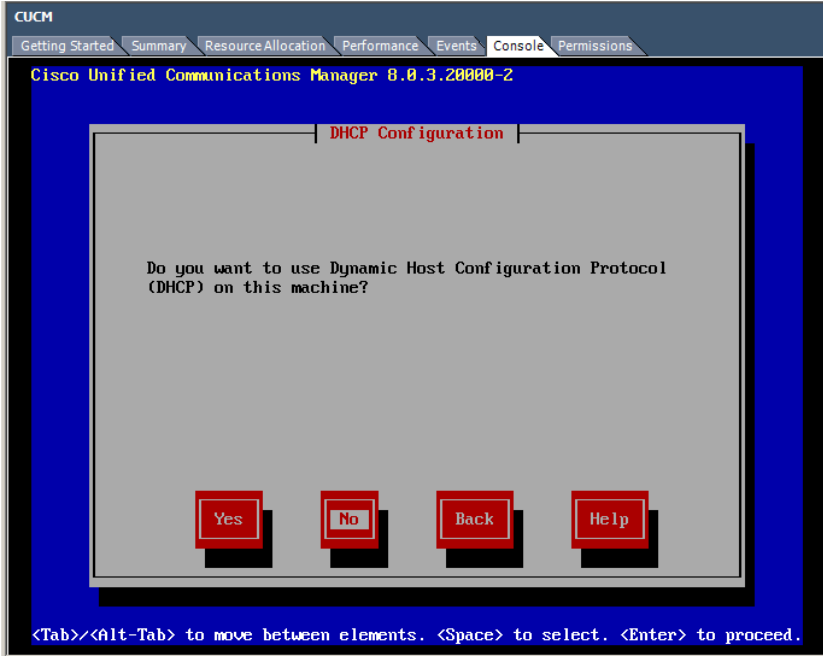 CUCM
Getting Started Summary Resource Allocation Performance Events Console Permissions
Cisco Unified Communications Manager 8.0.3.20000-2
DHCP Configuration
Do you want to use Dynamic Host Configuration Protocol
(DHCP) on this machine?
Yes No Back Help
<Tab>/<Alt-Tab> to move between elements. <Space> to select. <Enter> to proceed.